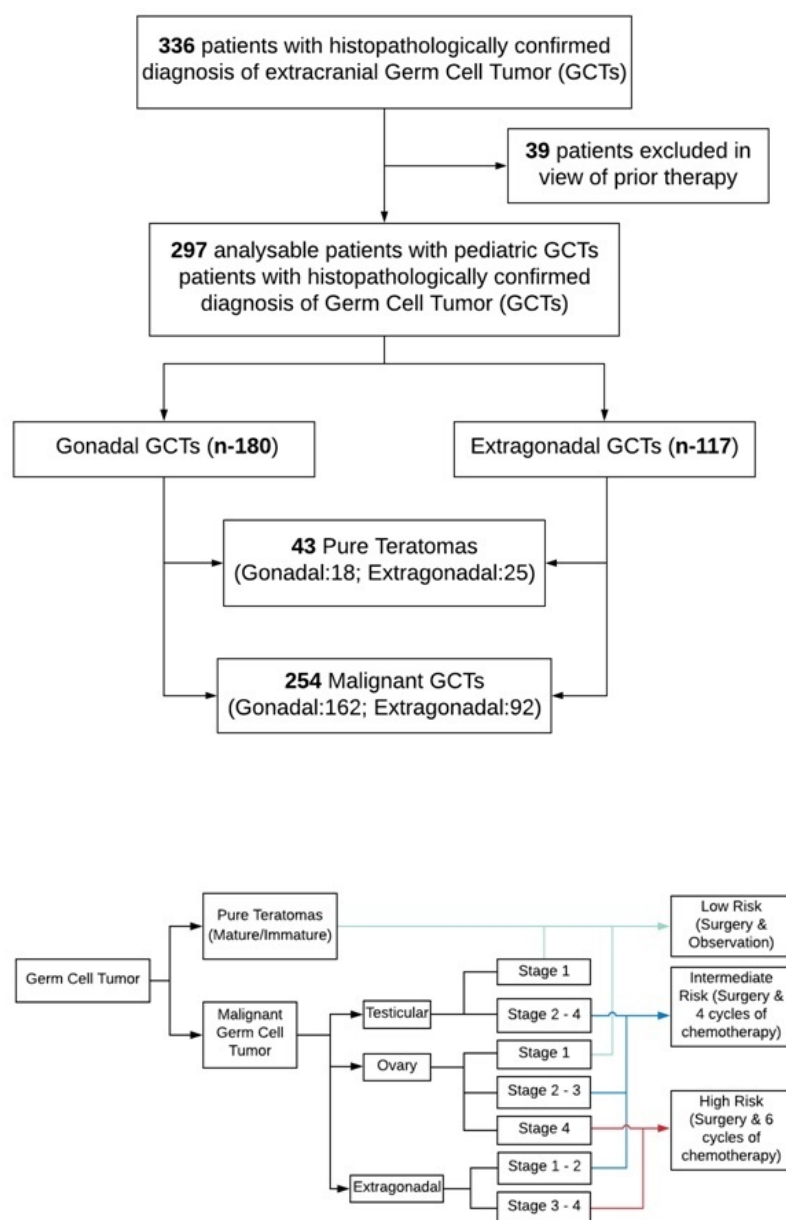 336 patients with histopathologically confirmed
diagnosis of extracranial Germ Cell Tumor (GCTs)
39 patients excluded in
view of prior therapy
297 analysable patients with pediatric GCTs
patients with histopathologically confirmed
diagnosis of Germ Cell Tumor (GCTs)
Gonadal GCTs (n-180)
Extragonadal GCTs (n-117)
43 Pure Teratomas
(Gonadal:18; Extragonadal:25)
254 Malignant GCTs
(Gonadal:162; Extragonadal:92)
Germ Cell Tumor
Pure Teratomas
(Mature/Immature)
Malignant
Germ Cell
Tumor
Testicular
Ovary
Extragonadal
Stage 1
Stage 2 - 4
Stage 1
Stage 2 - 3
Stage 4
Stage 1 - 2
Stage 3 - 4
Low Risk
(Surgery &
Observation)
Intermediate
Risk (Surgery &
4 cycles of
chemotherapy)
High Risk
(Surgery & 6
cycles of
chemotherapy)